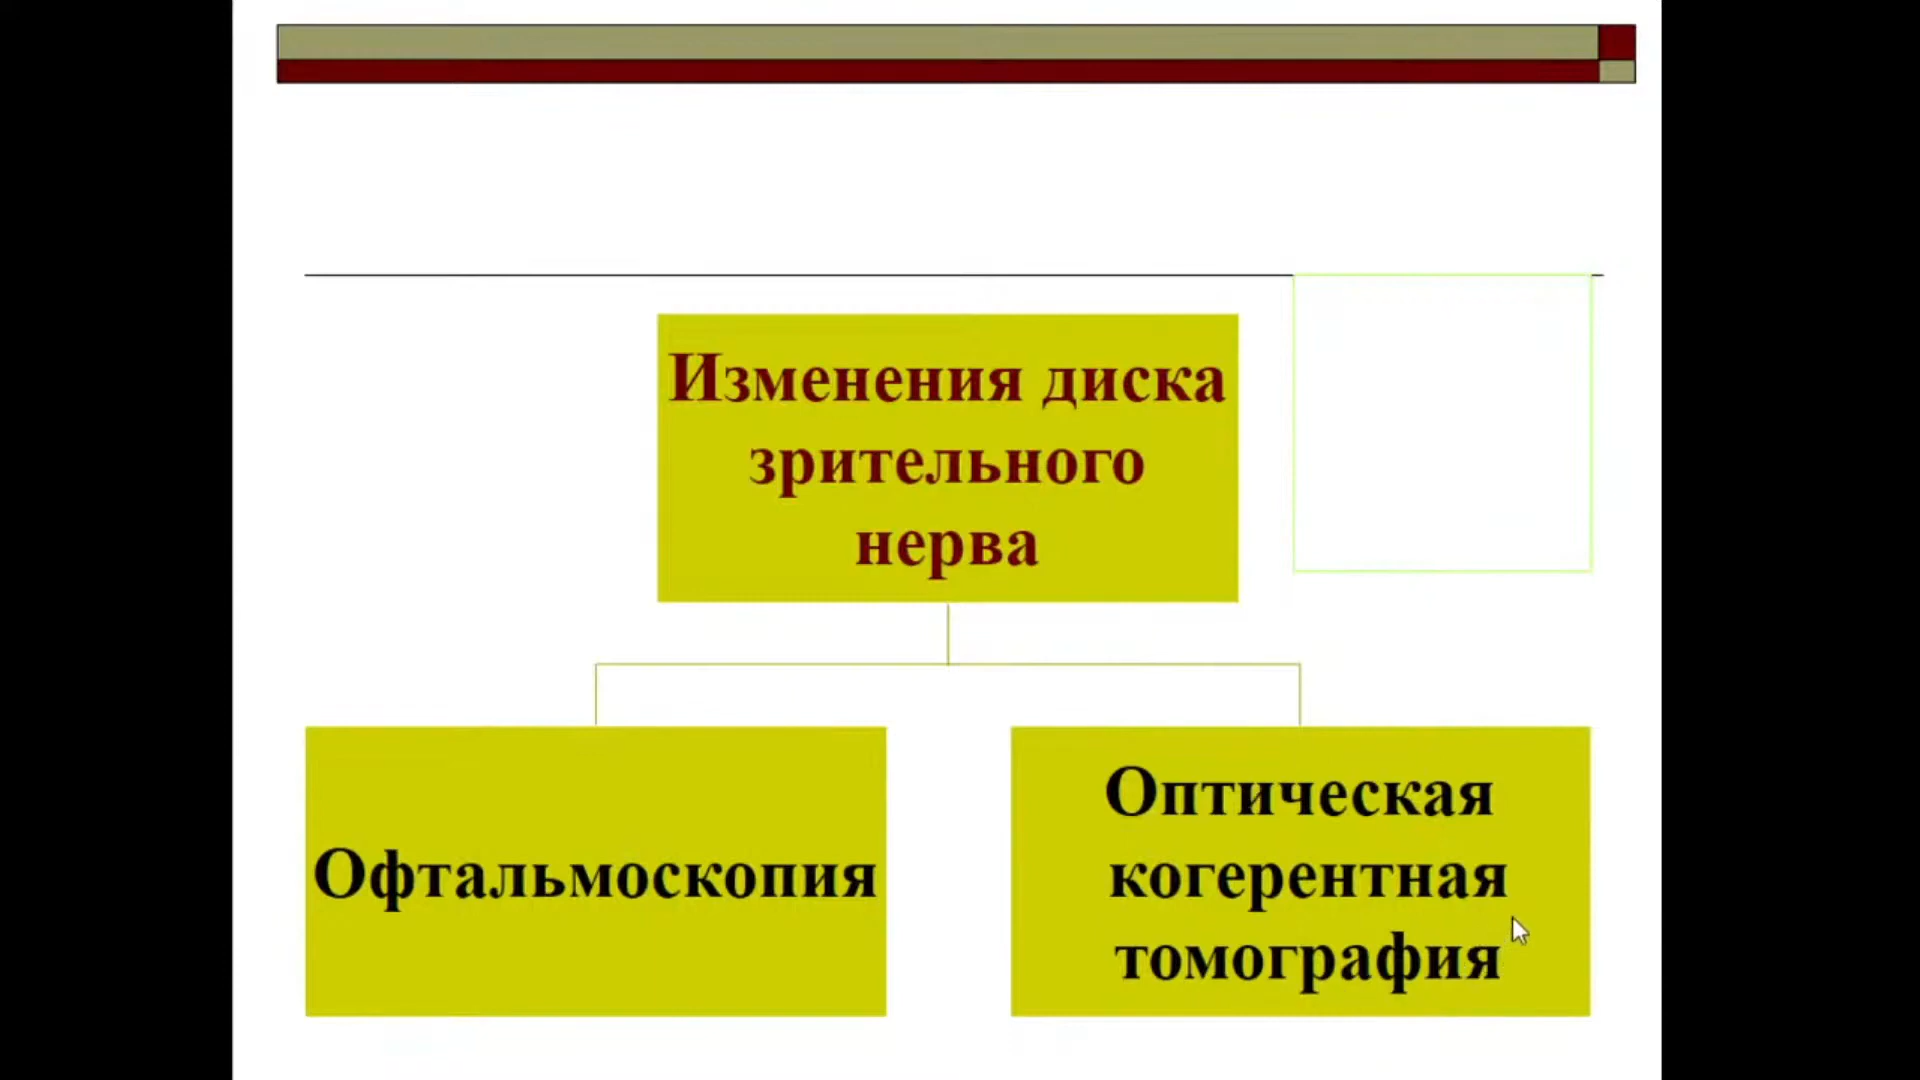 Изменения диска
зрительного
нерва
Офтальмоскопия
Оптическая
когерентная
томография